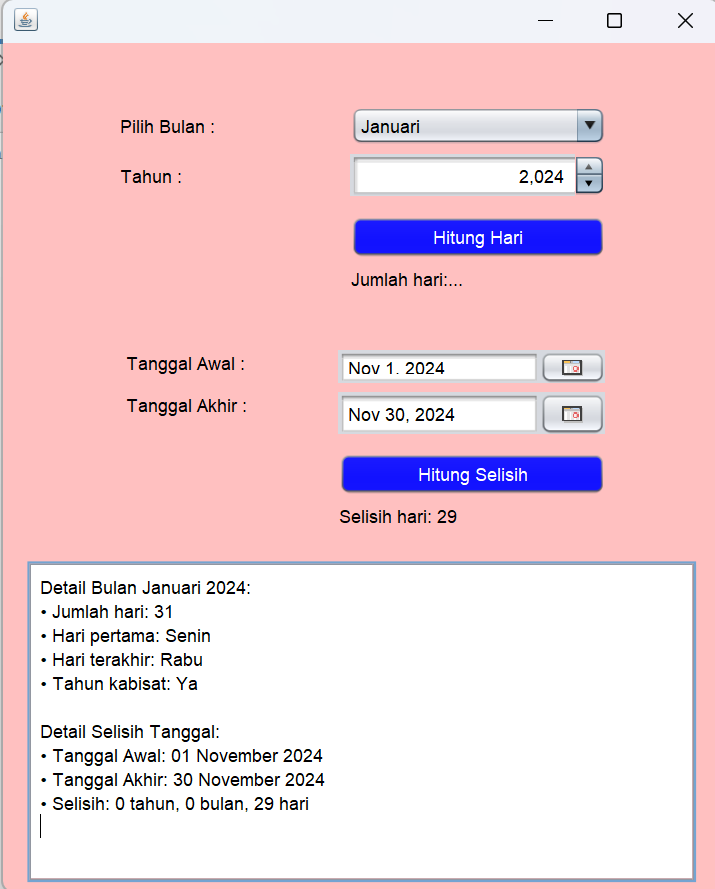 Pilih Bulan :
Januari
Tahun :
2,024
Hitung Hari
Jumlah hari:...
Tanggal Awal :
Nov 1, 2024
Tanggal Akhir :
Nov 30, 2024
Hitung Selisih
Selisih hari: 29
Detail Bulan Januari 2024:
• Jumlah hari: 31
• Hari pertama: Senin
• Hari terakhir: Rabu
• Tahun kabisat: Ya
Detail Selisih Tanggal:
• Tanggal Awal: 01 November 2024
• Tanggal Akhir: 30 November 2024
• Selisih: 0 tahun, 0 bulan, 29 hari